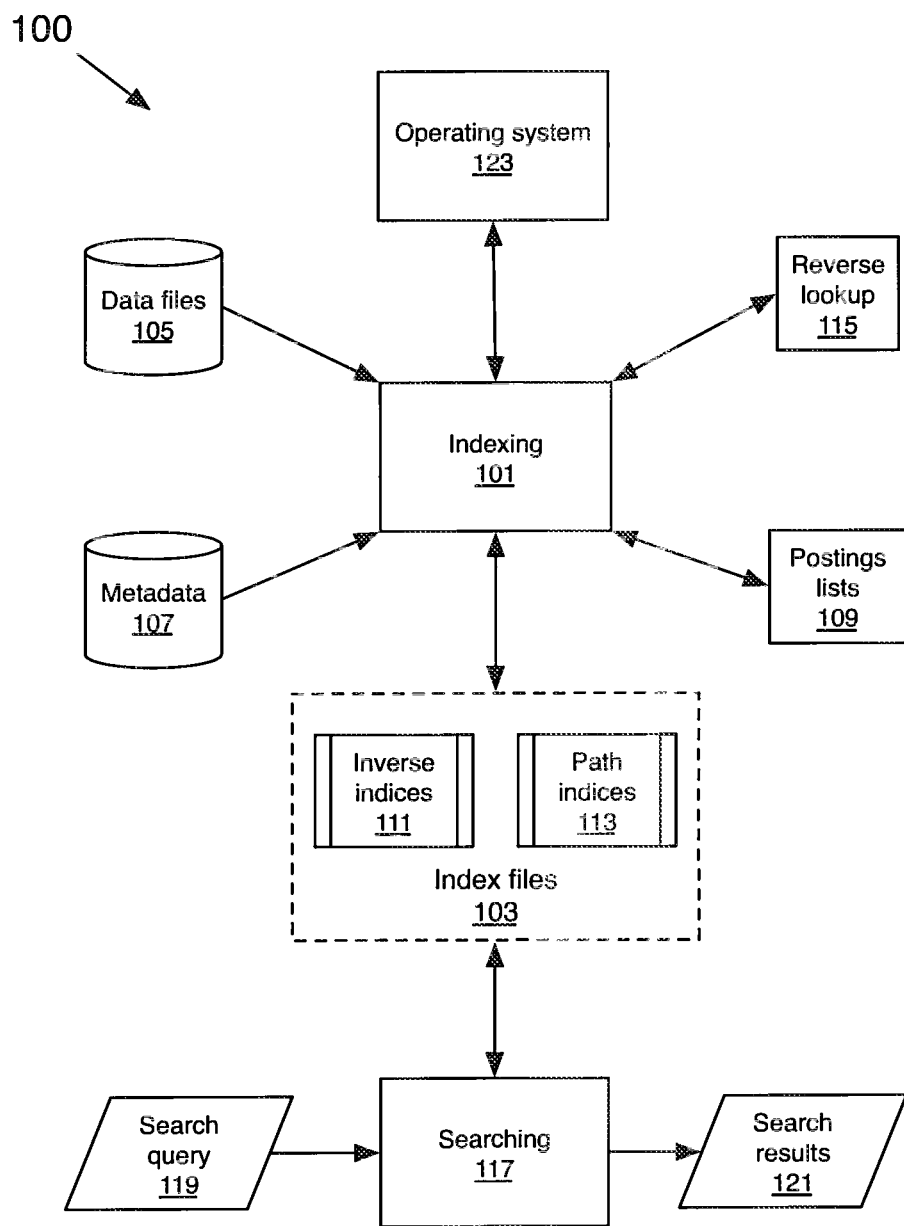 100
Operating system
123
Data files
105
Reverse
lookup
115
Indexing
101
Metadata
107
Postings
lists
109
Inverse
indices
111
Path
indices
113
Index files
103
Search
query
119
Searching
117
Search
results
121